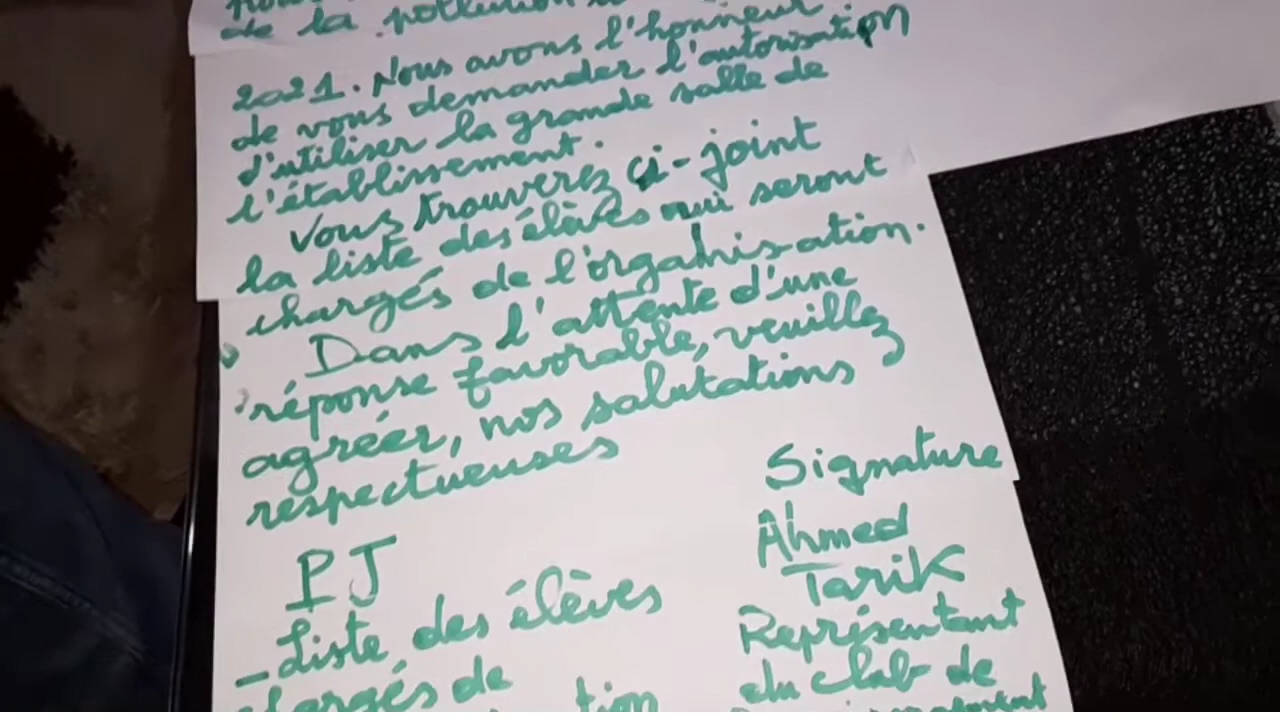 de la pollution
2021. Nous avons l'honneur
de vous demander l'autorisation
d'utiliser la grande salle de
l'établissement.
Vous trouverez ci-joint
la liste des élèves qui seront
chargés de l'organisation.
Dans l'attente d'une
réponse favorable, veuillez
agréer, nos salutations
respectueuses
Signature
Ahmed
Tarik
PJ
- Liste des élèves
chargés de
Représentant
du club de